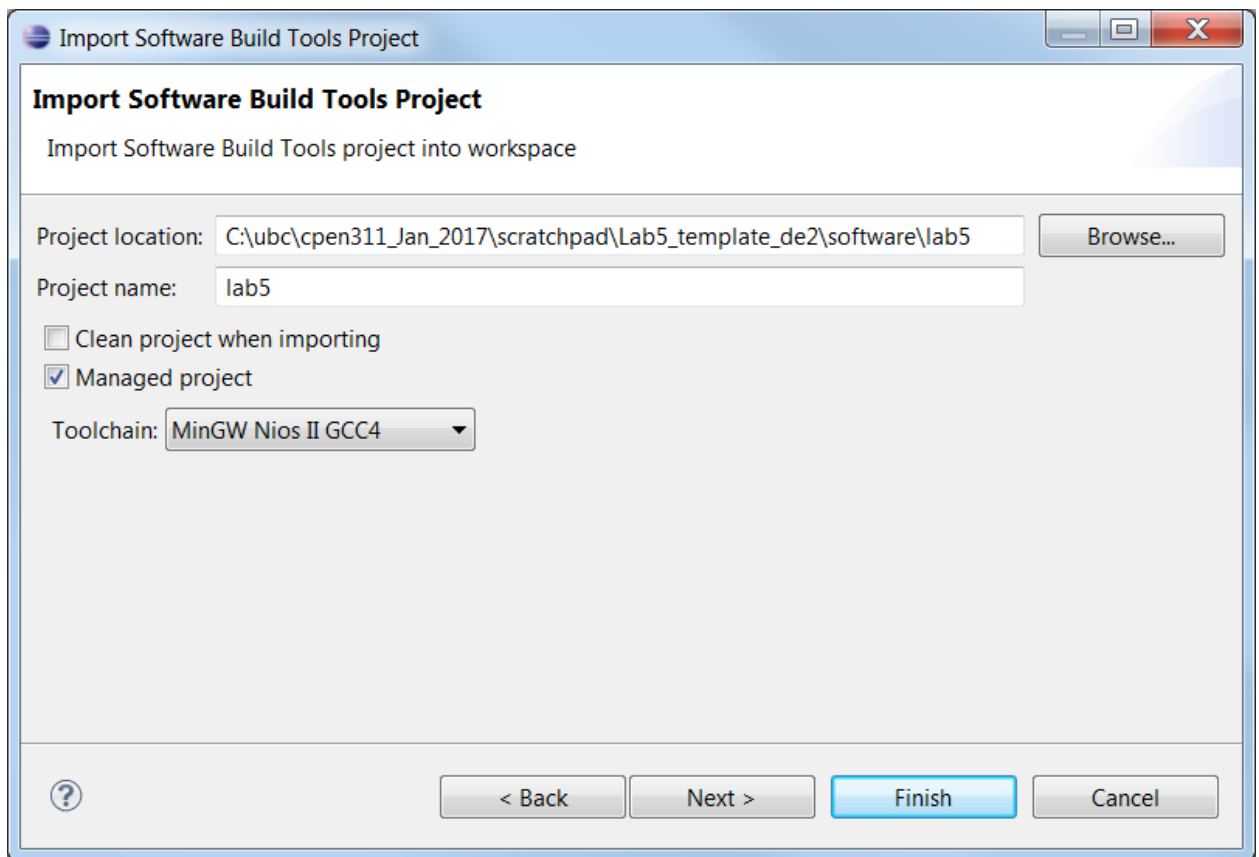 Import Software Build Tools Project
Import Software Build Tools Project
Import Software Build Tools project into workspace
Project location: C:\ubc\cpen311_Jan_2017\scratchpad\Lab5_template_de2\software\lab5 Browse...
Project name: lab5
Clean project when importing
Managed project
Toolchain: MinGW Nios II GCC4
? < Back Next > Finish Cancel